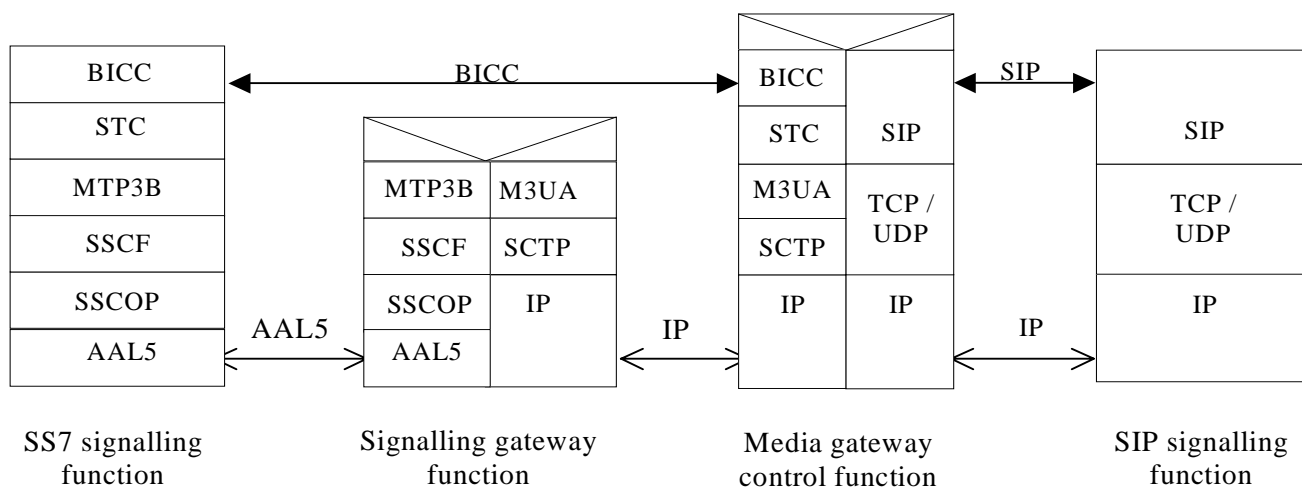 BICC
STC
MTP3B
SSCF
SSCOP
AAL5
SS7 signalling
function
BICC
AAL5
MTP3B
SSCF
SSCOP
AAL5
M3UA
SCTP
IP
Signalling gateway
function
IP
BICC
STC
M3UA
SCTP
IP
SIP
TCP /
UDP
IP
Media gateway
control function
SIP
IP
SIP
TCP /
UDP
IP
SIP signalling
function